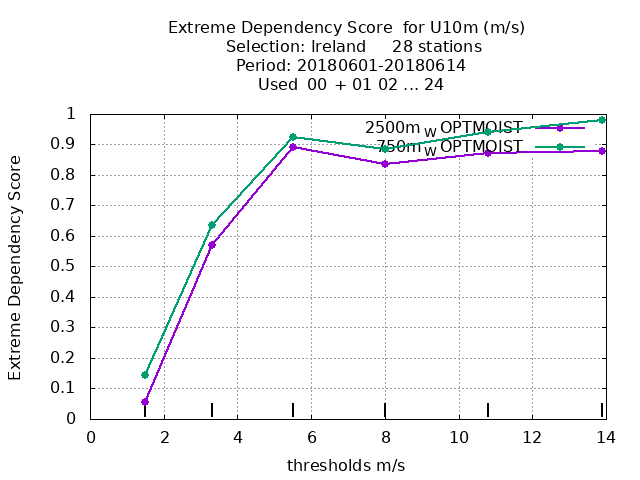 Extreme Dependency Score  for U10m (m/s)
Selection: Ireland     28 stations
Period: 20180601-20180614
Used  00  + 01 02 ... 24
Extreme Dependency Score
1
0.9
0.8
0.7
0.6
0.5
0.4
0.3
0.2
0.1
0
2500m W OPTMOIST
750m W OPTMOIST
0 2 4 6 8 10 12 14
thresholds m/s